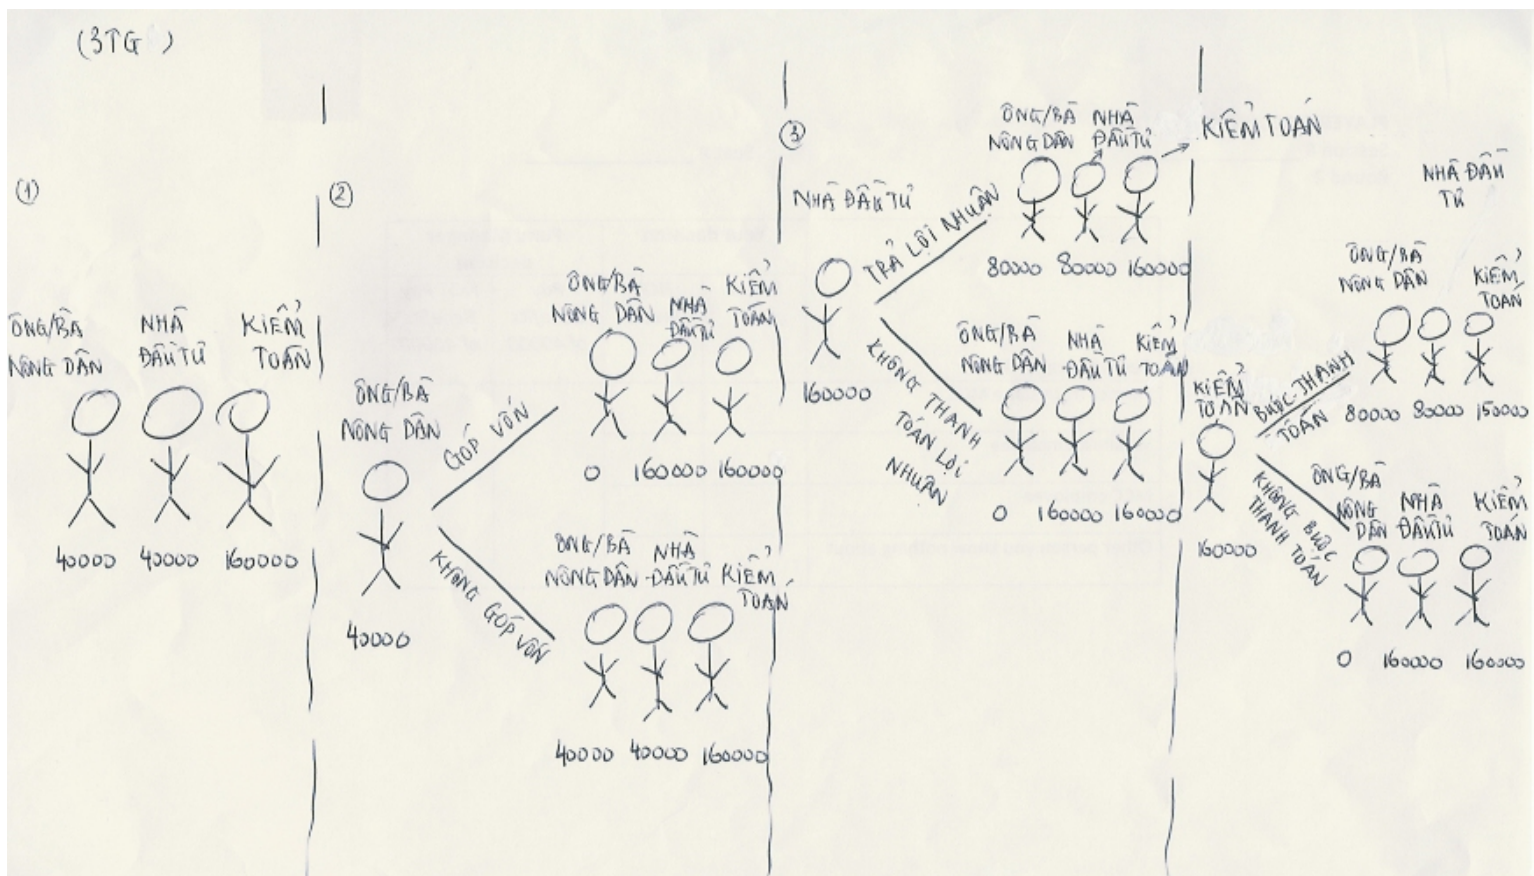 (3TG)
①
ÔNG/BÀ
NÔNG DÂN
NHÀ
ĐẦU TƯ
KIỂM
TOÁN
40000
40000
160000
②
ÔNG/BÀ
NÔNG DÂN
40000
GÓP VỐN
ÔNG/BÀ
NÔNG DÂN
NHÀ
ĐẦU TƯ
KIỂM
TOÁN
0
160000
160000
KHÔNG GÓP VỐN
ÔNG/BÀ
NÔNG DÂN
NHÀ
ĐẦU TƯ
KIỂM
TOÁN
40000
40000
160000
③
NHÀ ĐẦU TƯ
160000
TRẢ LỢI NHUẬN
ÔNG/BÀ
NÔNG DÂN
NHÀ
ĐẦU TƯ
KIỂM TOÁN
80000
80000
160000
KHÔNG THANH
TOÁN LỢI
NHUẬN
ÔNG/BÀ
NÔNG DÂN
NHÀ
ĐẦU TƯ
KIỂM
TOÁN
0
160000
160000
NHÀ ĐẦU
TƯ
KIỂM
TOÁN
160000
BUỘC THANH
TOÁN
ÔNG/BÀ
NÔNG DÂN
KIỂM
TOÁN
80000
80000
150000
KHÔNG BUỘC
THANH TOÁN
ÔNG/BÀ
NÔNG
DÂN
NHÀ
ĐẦU TƯ
KIỂM
TOÁN
0
160000
160000